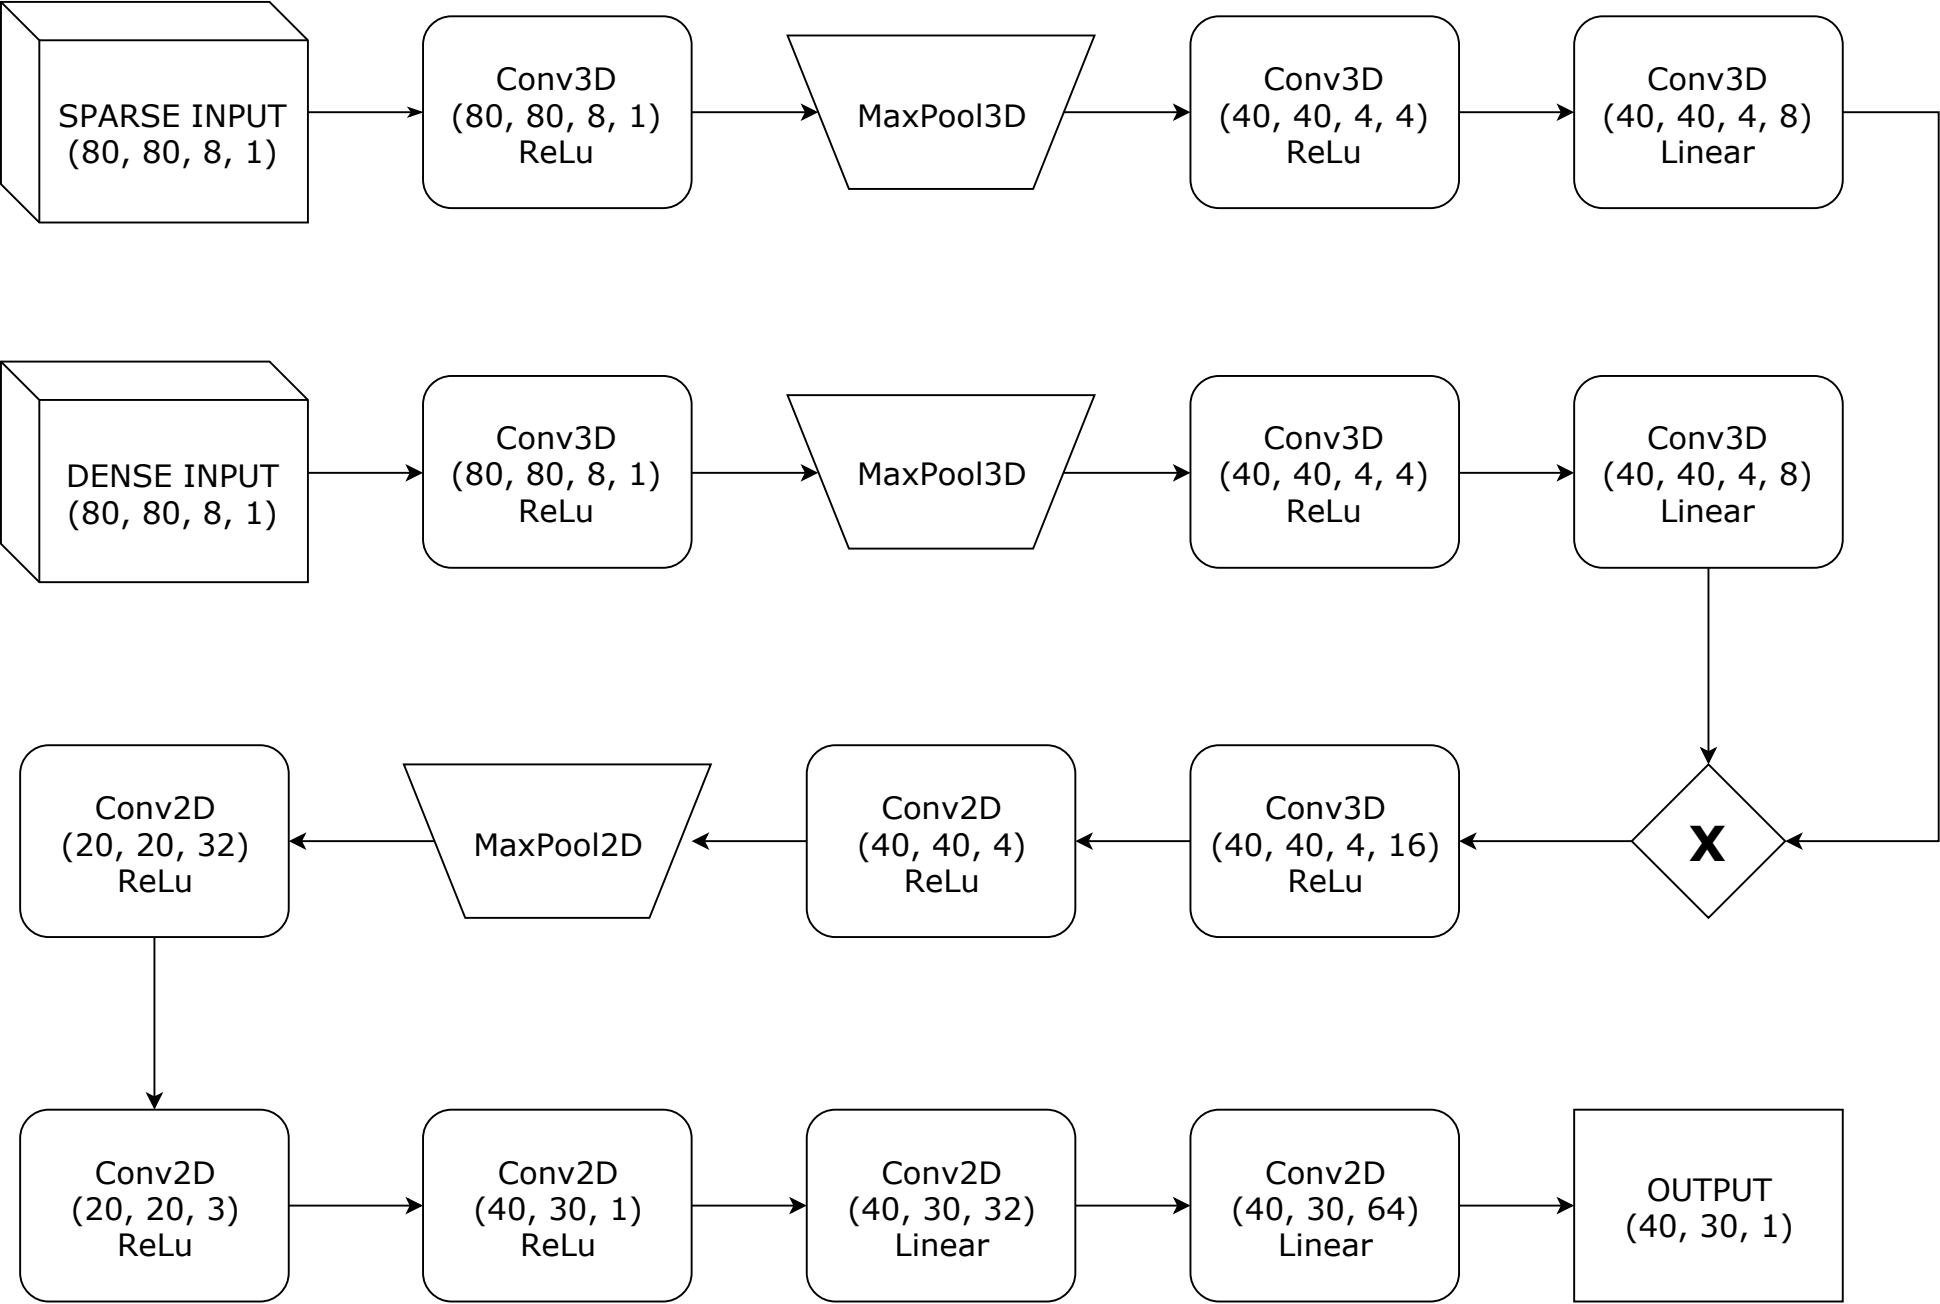 SPARSE INPUT
(80, 80, 8, 1)
Conv3D
(80, 80, 8, 1)
ReLu
MaxPool3D
Conv3D
(40, 40, 4, 4)
ReLu
Conv3D
(40, 40, 4, 8)
Linear
DENSE INPUT
(80, 80, 8, 1)
Conv3D
(80, 80, 8, 1)
ReLu
MaxPool3D
Conv3D
(40, 40, 4, 4)
ReLu
Conv3D
(40, 40, 4, 8)
Linear
X
Conv3D
(40, 40, 4, 16)
ReLu
Conv2D
(40, 40, 4)
ReLu
MaxPool2D
Conv2D
(20, 20, 32)
ReLu
Conv2D
(20, 20, 3)
ReLu
Conv2D
(40, 30, 1)
ReLu
Conv2D
(40, 30, 32)
Linear
Conv2D
(40, 30, 64)
Linear
OUTPUT
(40, 30, 1)